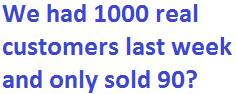 We had 1000 real
customers last week
and only sold 90?